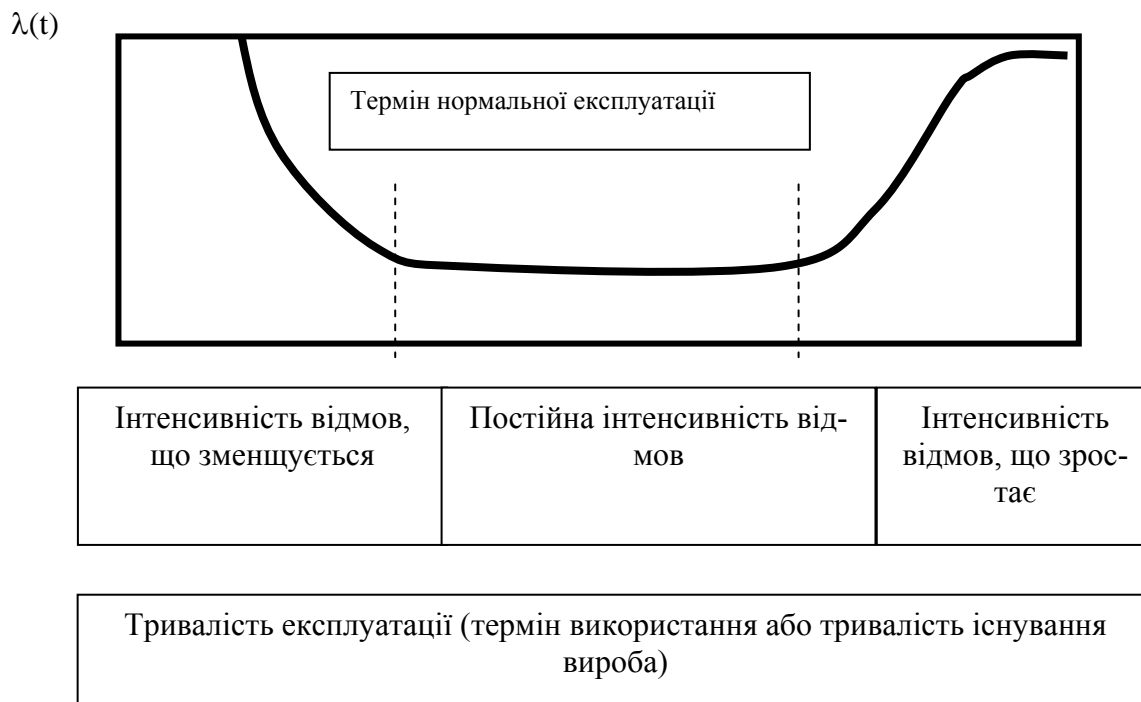 λ(t)
Термін нормальної експлуатації
Інтенсивність відмов,
що зменщується
Постійна інтенсивність від-
мов
Інтенсивність
відмов, що зрос-
тає
Тривалість експлуатації (термін використання або тривалість існування
вироба)